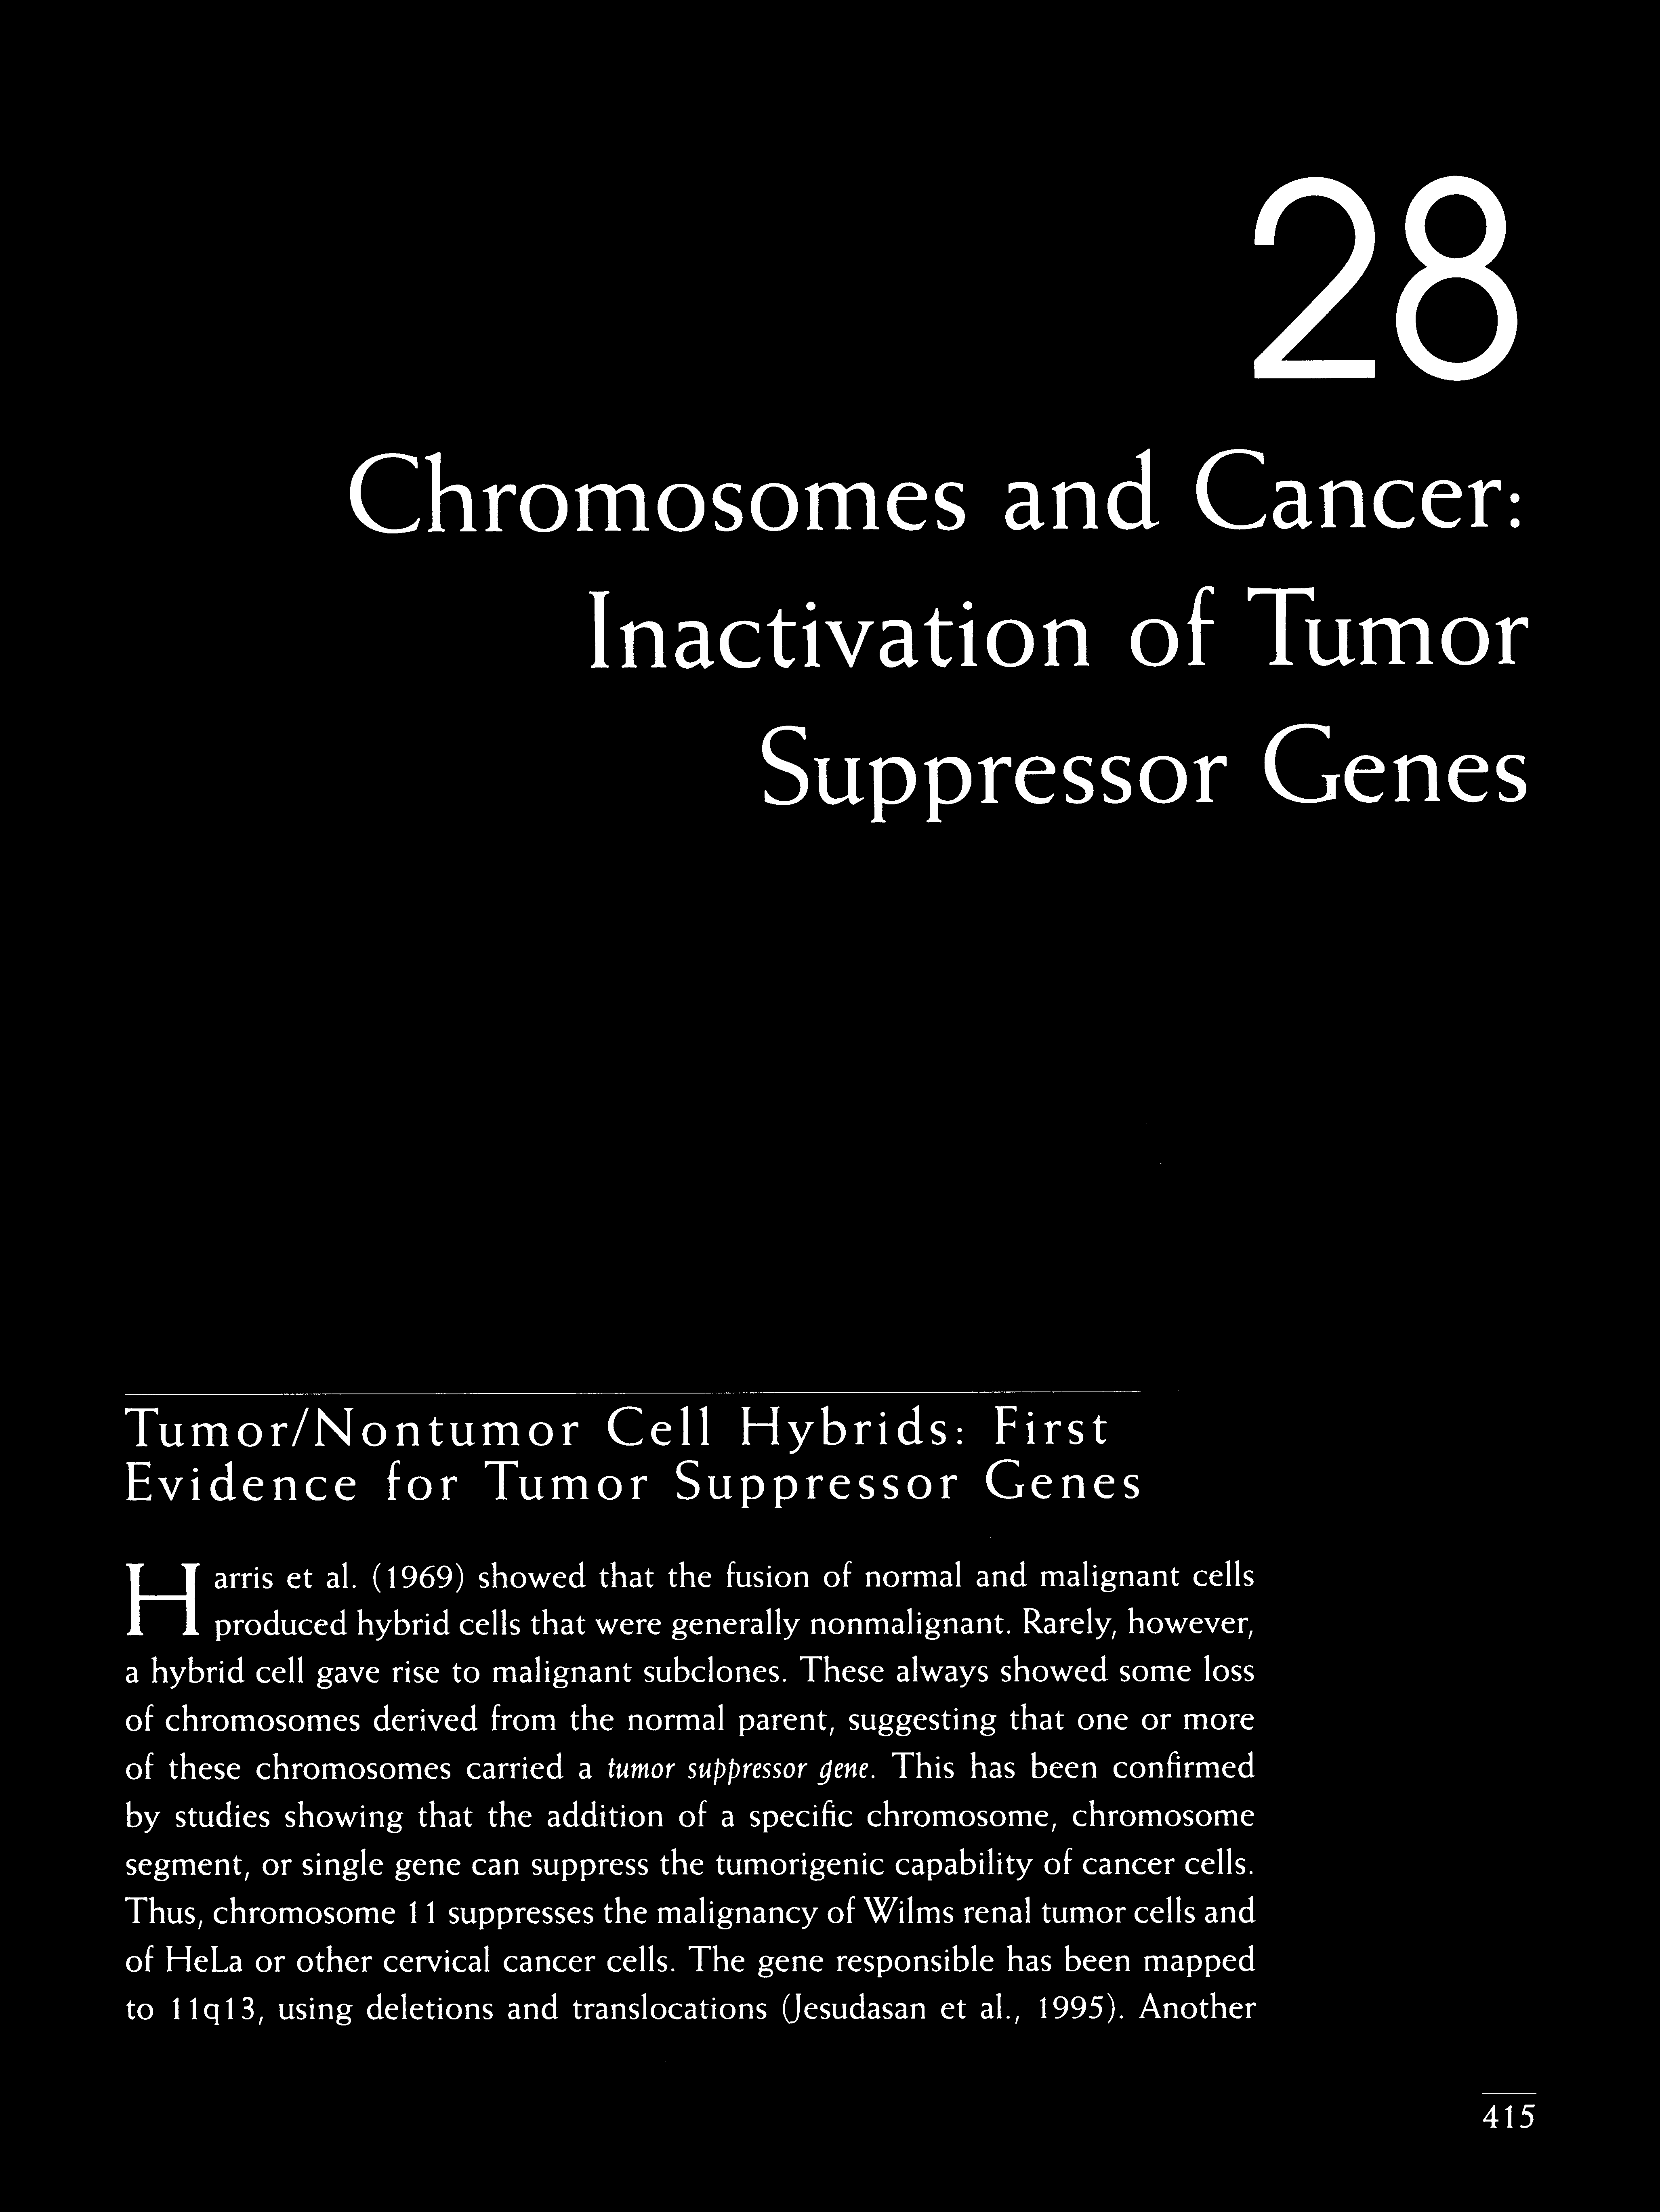 28
Chromosomes and Cancer:
Inactivation of Tumor
Suppressor Genes
Tumor/Nontumor Cell Hybrids: First
Evidence for Tumor Suppressor Genes
Harris et al. (1969) showed that the fusion of normal and malignant cells
produced hybrid cells that were generally nonmalignant. Rarely, however,
a hybrid cell gave rise to malignant subclones. These always showed some loss
of chromosomes derived from the normal parent, suggesting that one or more
of these chromosomes carried a tumor suppressor gene. This has been confirmed
by studies showing that the addition of a specific chromosome, chromosome
segment, or single gene can suppress the tumorigenic capability of cancer cells.
Thus, chromosome 11 suppresses the malignancy of Wilms renal tumor cells and
of HeLa or other cervical cancer cells. The gene responsible has been mapped
to 11q13, using deletions and translocations (Jesudasan et al., 1995). Another
415